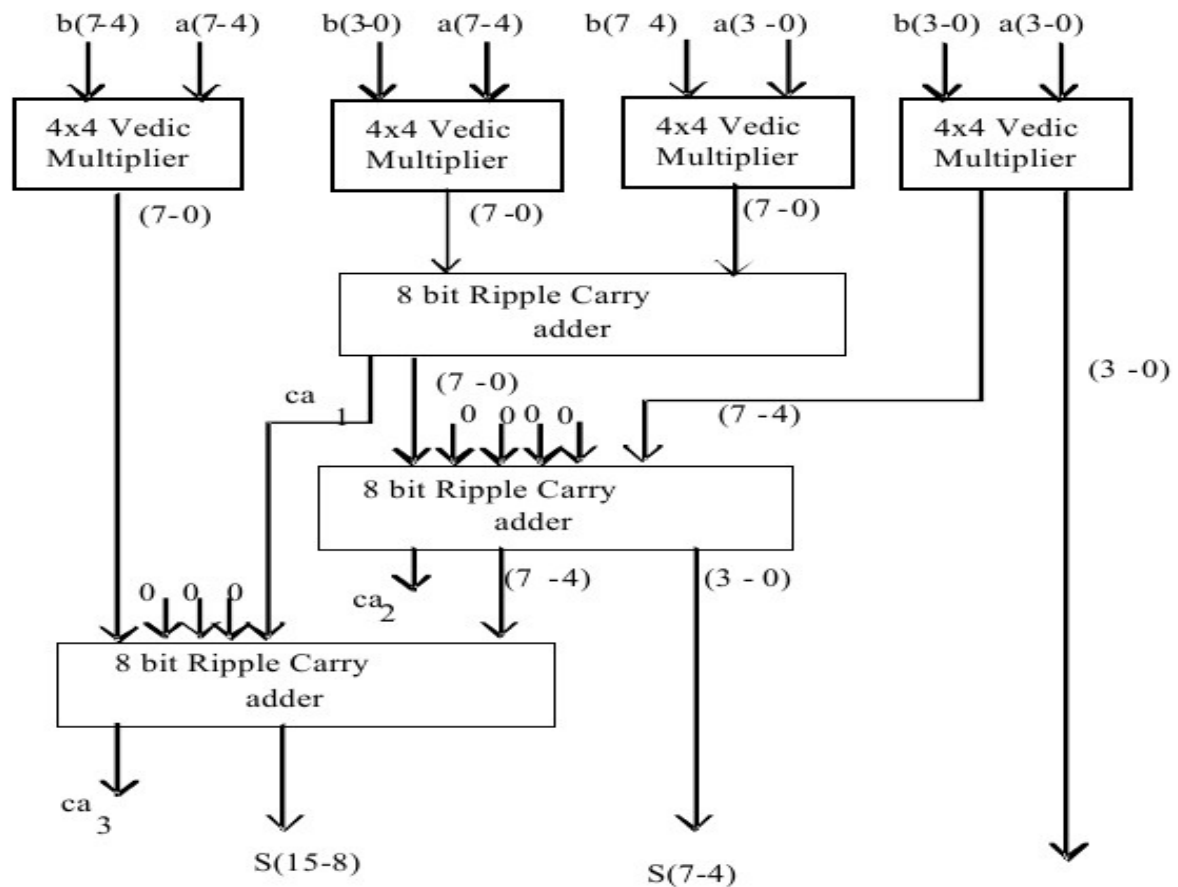 b(7-4) a(7-4) b(3-0) a(7-4) b(7 4) a(3 -0) b(3-0) a(3-0)
4x4 Vedic
Multiplier
4x4 Vedic
Multiplier
4x4 Vedic
Multiplier
4x4 Vedic
Multiplier
(7-0)
(7 -0)
(7 -0)
8 bit Ripple Carry
adder
(3 -0)
(7 -0)
ca 1
0 0 0 0
(7 -4)
8 bit Ripple Carry
adder
(7 -4)
(3 - 0)
ca 2
0 0 0
8 bit Ripple Carry
adder
ca 3
S(15-8)
S(7-4)